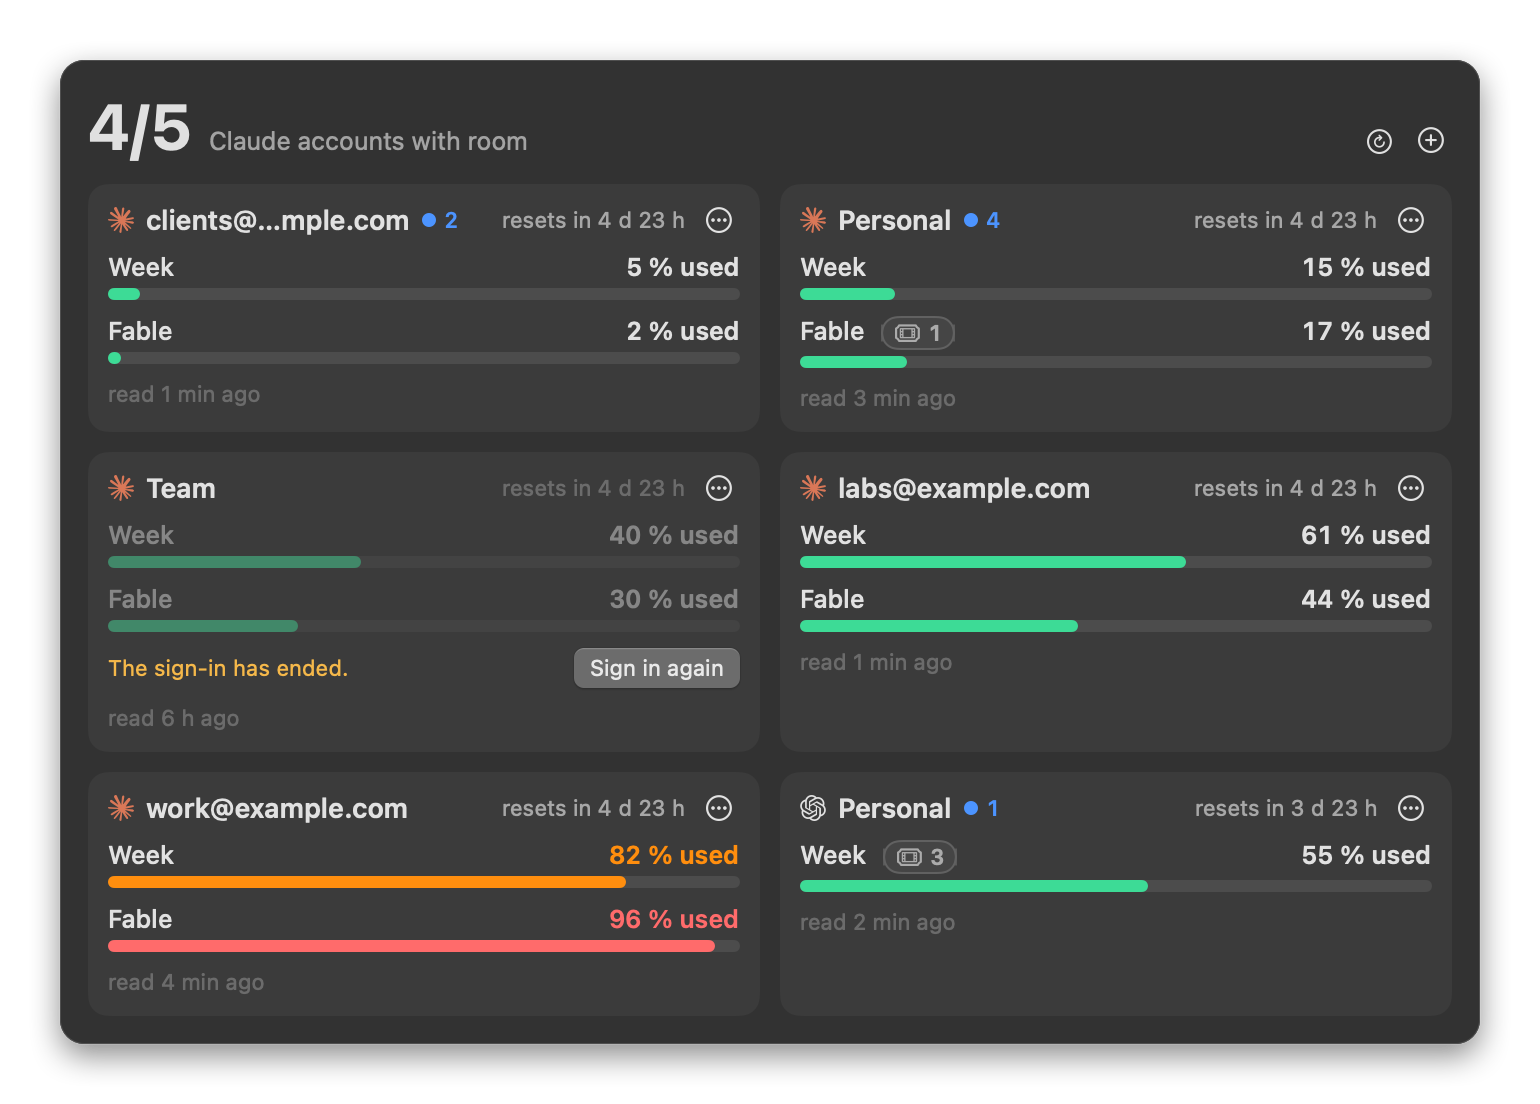 4/5 Claude accounts with room
clients@...mple.com 2 resets in 4 d 23 h
Week 5 % used
Fable 2 % used
read 1 min ago
Personal 4 resets in 4 d 23 h
Week 15 % used
Fable 1 17 % used
read 3 min ago
Team resets in 4 d 23 h
Week 40 % used
Fable 30 % used
The sign-in has ended. Sign in again
read 6 h ago
labs@example.com resets in 4 d 23 h
Week 61 % used
Fable 44 % used
read 1 min ago
work@example.com resets in 4 d 23 h
Week 82 % used
Fable 96 % used
read 4 min ago
Personal 1 resets in 3 d 23 h
Week 3 55 % used
read 2 min ago